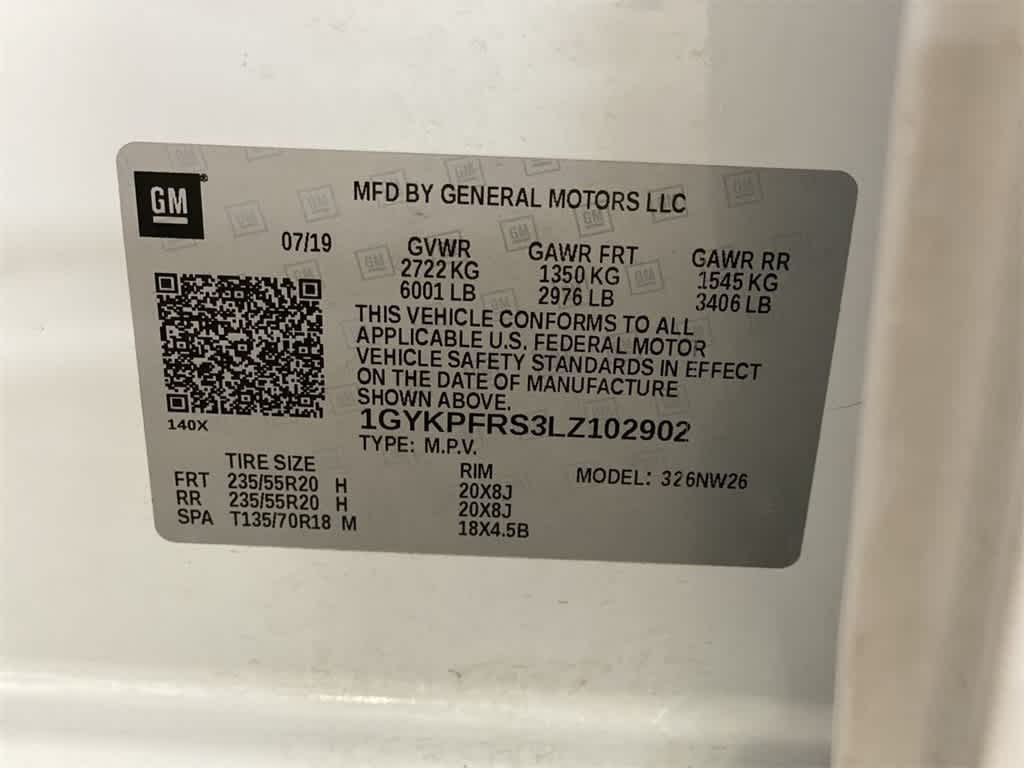 GM
MFD BY GENERAL MOTORS LLC
07/19
GVWR GAWR FRT GAWR RR
2722 KG 1350 KG 1545 KG
6001 LB 2976 LB 3406 LB
THIS VEHICLE CONFORMS TO ALL
APPLICABLE U.S. FEDERAL MOTOR
VEHICLE SAFETY STANDARDS IN EFFECT
ON THE DATE OF MANUFACTURE
SHOWN ABOVE.
140X
1GYKPFRS3LZ102902
TYPE: M.P.V.
TIRE SIZE RIM MODEL: 326NW26
FRT 235/55R20 H 20X8J
RR 235/55R20 H 20X8J
SPA T135/70R18 M 18X4.5B